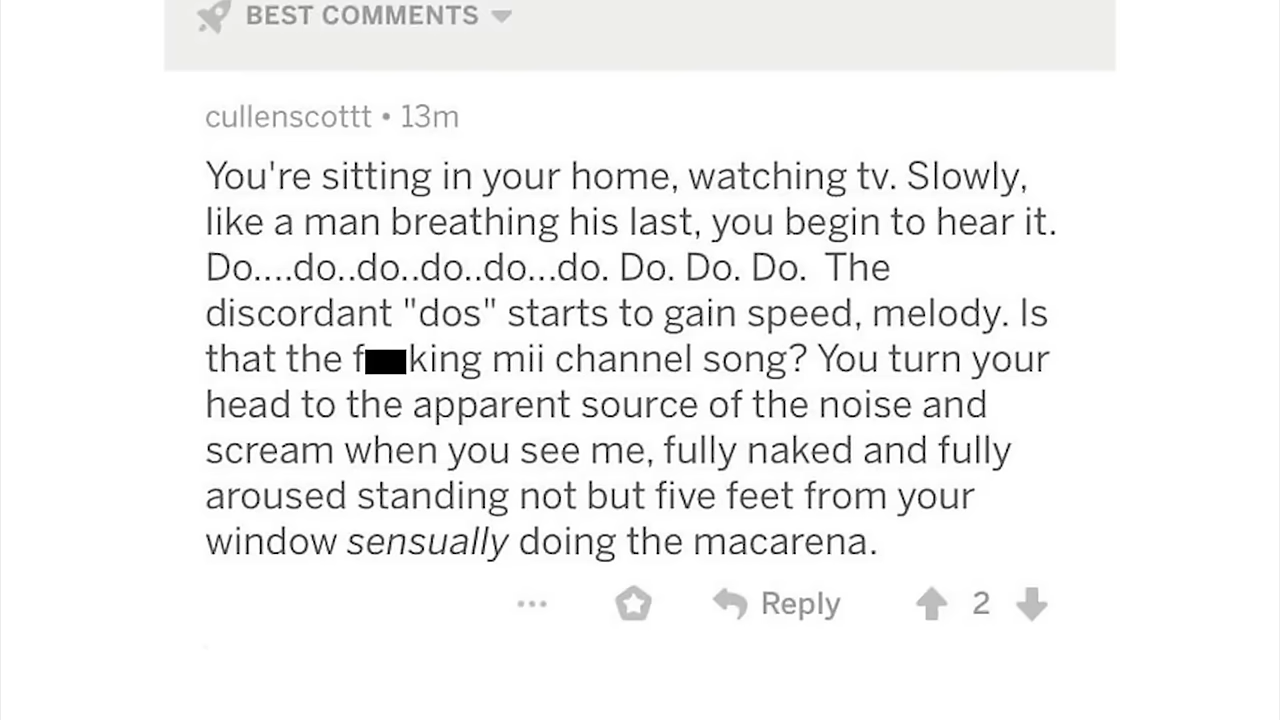 BEST COMMENTS
cullenscottt • 13m
You're sitting in your home, watching tv. Slowly,
like a man breathing his last, you begin to hear it.
Do....do..do..do..do...do. Do. Do. Do.  The
discordant "dos" starts to gain speed, melody. Is
that the f king mii channel song? You turn your
head to the apparent source of the noise and
scream when you see me, fully naked and fully
aroused standing not but five feet from your
window sensually doing the macarena.
... Reply 2